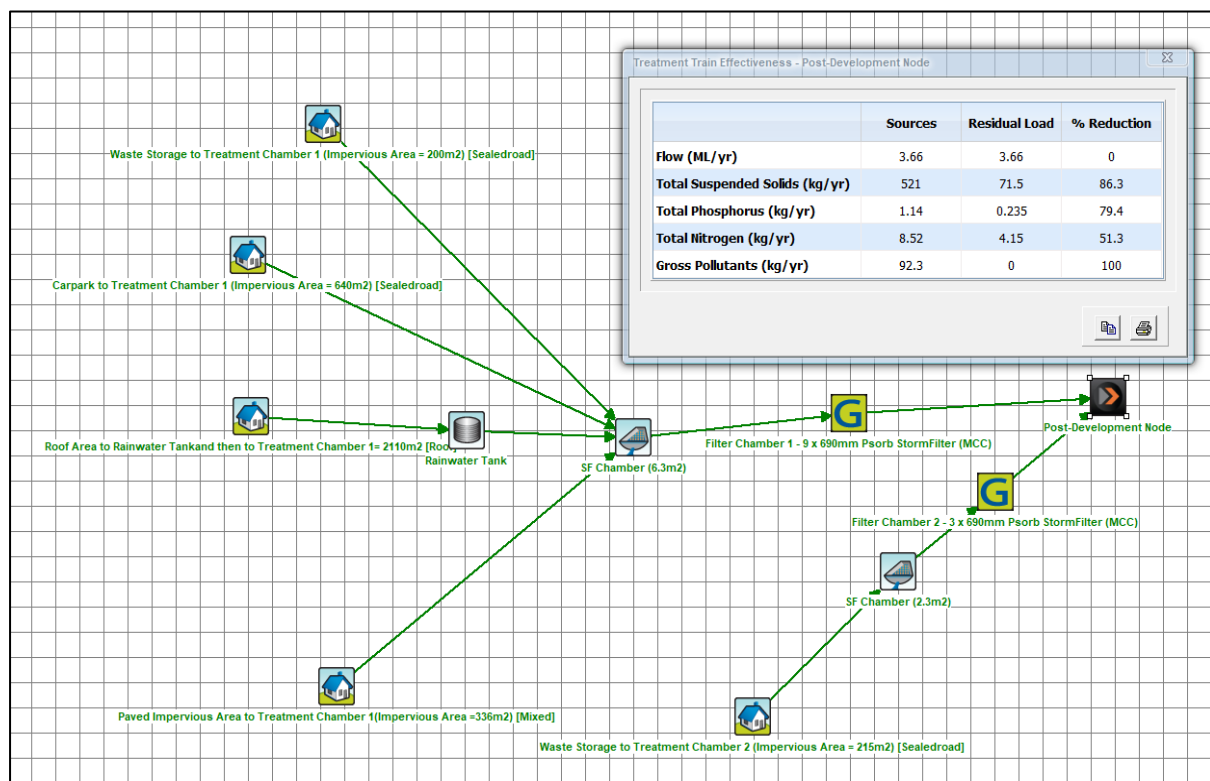 Treatment Train Effectiveness - Post-Development Node
Sources Residual Load % Reduction
Flow (ML/yr) 3.66 3.66 0
Total Suspended Solids (kg/yr) 521 71.5 86.3
Total Phosphorus (kg/yr) 1.14 0.235 79.4
Total Nitrogen (kg/yr) 8.52 4.15 51.3
Gross Pollutants (kg/yr) 92.3 0 100
Waste Storage to Treatment Chamber 1 (Impervious Area = 200m2) [Sealedroad]
Carpark to Treatment Chamber 1 (Impervious Area = 640m2) [Sealedroad]
Roof Area to Rainwater Tankand then to Treatment Chamber 1= 2110m2 [Roof]
Rainwater Tank
SF Chamber (6.3m2)
G
Filter Chamber 1 - 9 x 690mm Psorb StormFilter (MCC)
Post-Development Node
G
Filter Chamber 2 - 3 x 690mm Psorb StormFilter (MCC)
SF Chamber (2.3m2)
Paved Impervious Area to Treatment Chamber 1(Impervious Area =336m2) [Mixed]
Waste Storage to Treatment Chamber 2 (Impervious Area = 215m2) [Sealedroad]